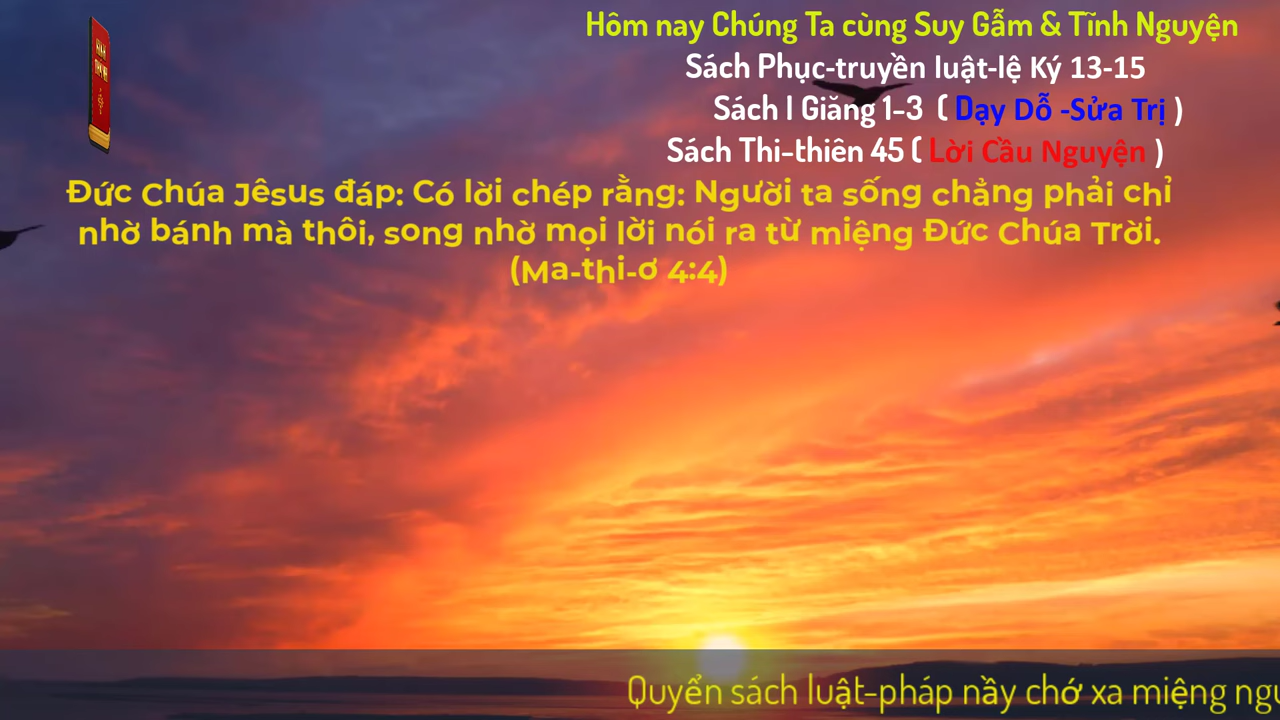 KINH
THÁNH
Hôm nay Chúng Ta cùng Suy Gẫm & Tĩnh Nguyện
Sách Phục-truyền luật-lệ Ký 13-15
Sách I Giăng 1-3 ( Dạy Dỗ -Sửa Trị )
Sách Thi-thiên 45 ( Lời Cầu Nguyện )
Đức Chúa Jêsus đáp: Có lời chép rằng: Người ta sống chẳng phải chỉ
nhờ bánh mà thôi, song nhờ mọi lời nói ra từ miệng Đức Chúa Trời.
(Ma-thi-ơ 4:4)
Quyển sách luật-pháp nầy chớ xa miệng